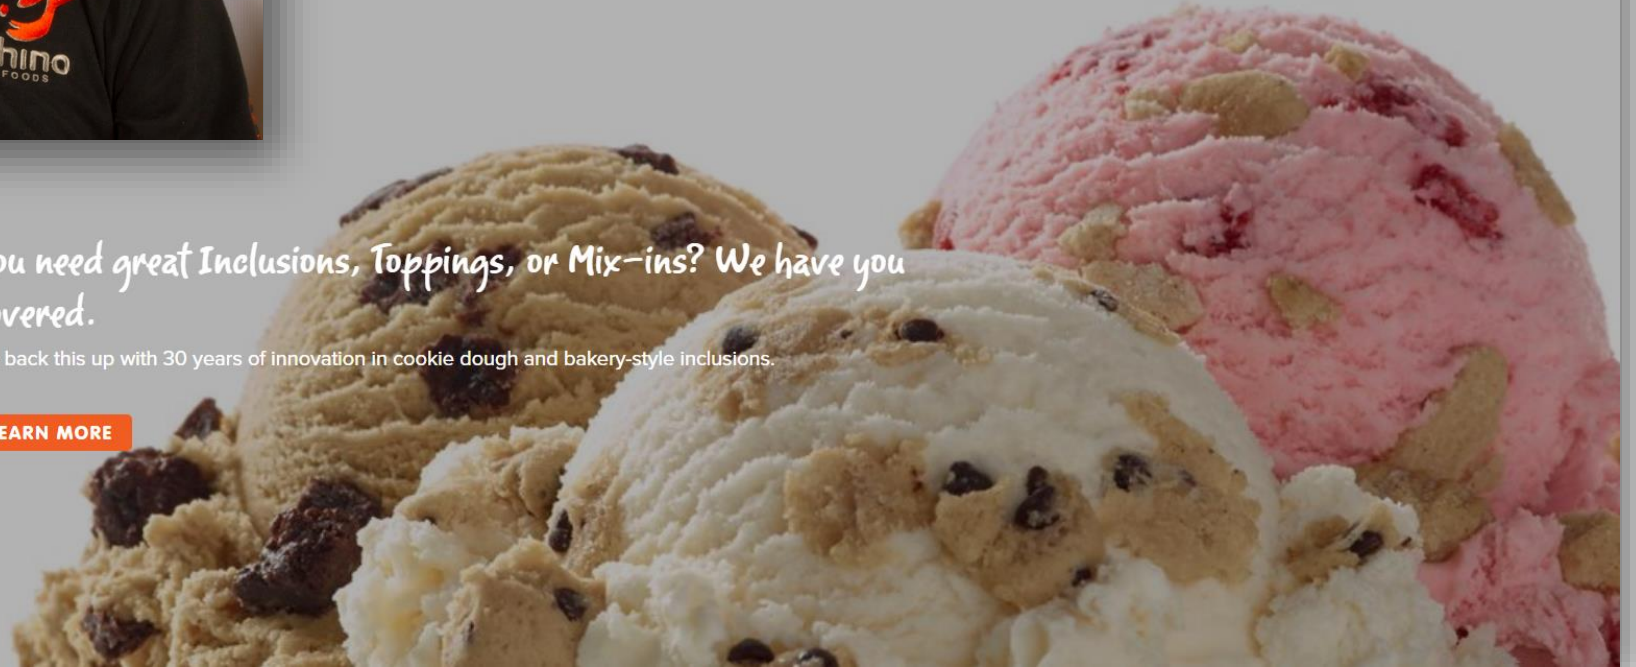 hino
FOODS
ou need great Inclusions, Toppings, or Mix-ins? We have you
vered.
back this up with 30 years of innovation in cookie dough and bakery-style inclusions.
EARN MORE